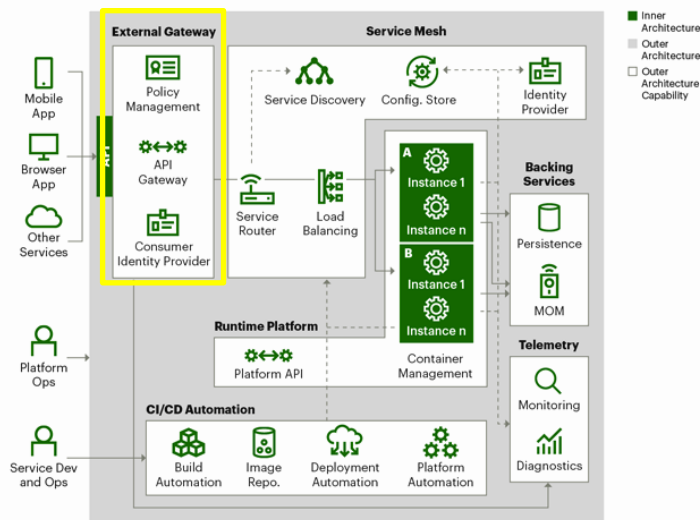 External Gateway
Service Mesh
Inner
Architecture
Outer
Architecture
Outer
Architecture
Capability
Mobile
App
Browser
App
Other
Services
API
Policy
Management
API
Gateway
Consumer
Identity Provider
Service Discovery
Config. Store
Identity
Provider
Service
Router
Load
Balancing
A
Instance 1
Instance n
B
Instance 1
Instance n
Container
Management
Backing
Services
Persistence
MOM
Runtime Platform
Platform API
Telemetry
Monitoring
Diagnostics
Platform
Ops
Service Dev
and Ops
CI/CD Automation
Build
Automation
Image
Repo.
Deployment
Automation
Platform
Automation